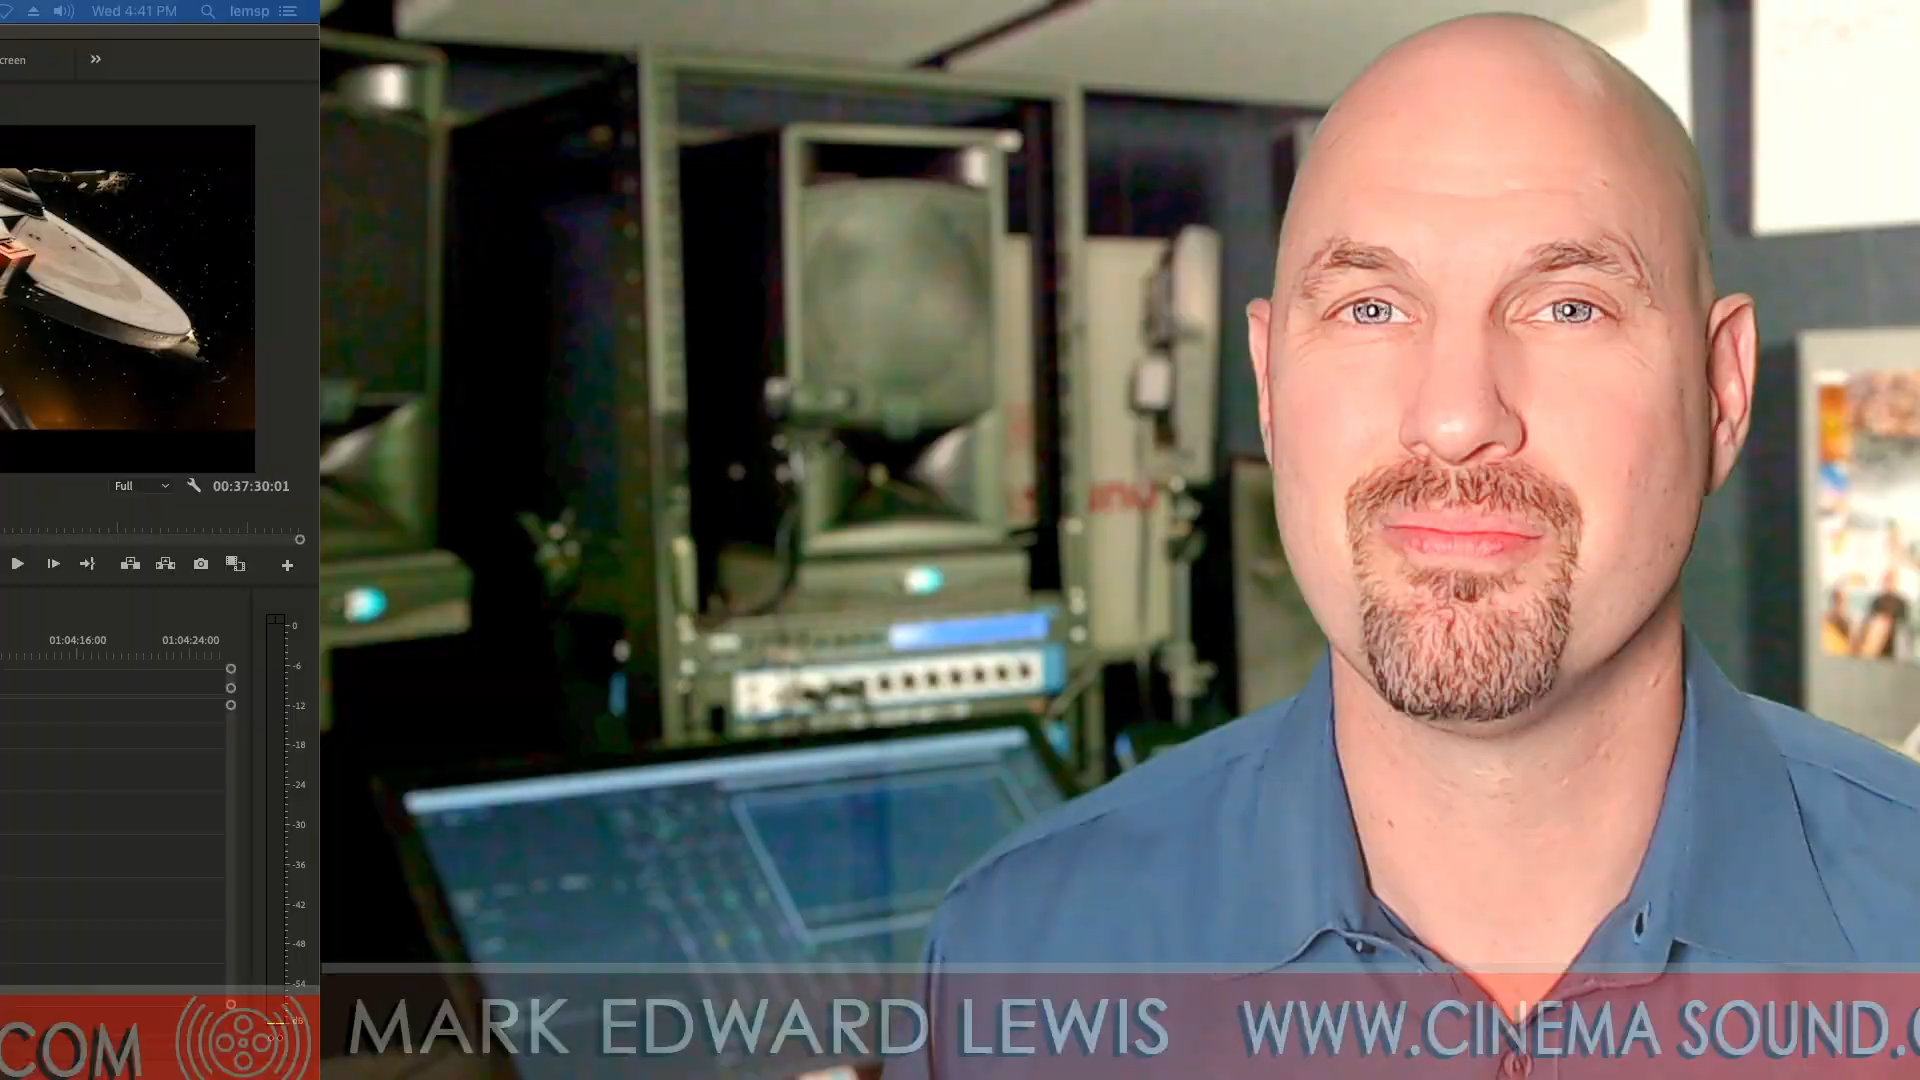 Wed 4:41 PM lemsp
creen
Full 00:37:30:01
01:04:16:00 01:04:24:00
0
-6
-12
-18
-24
-30
-36
-42
-48
-54
dB
COM MARK EDWARD LEWIS WWW.CINEMA SOUND.C